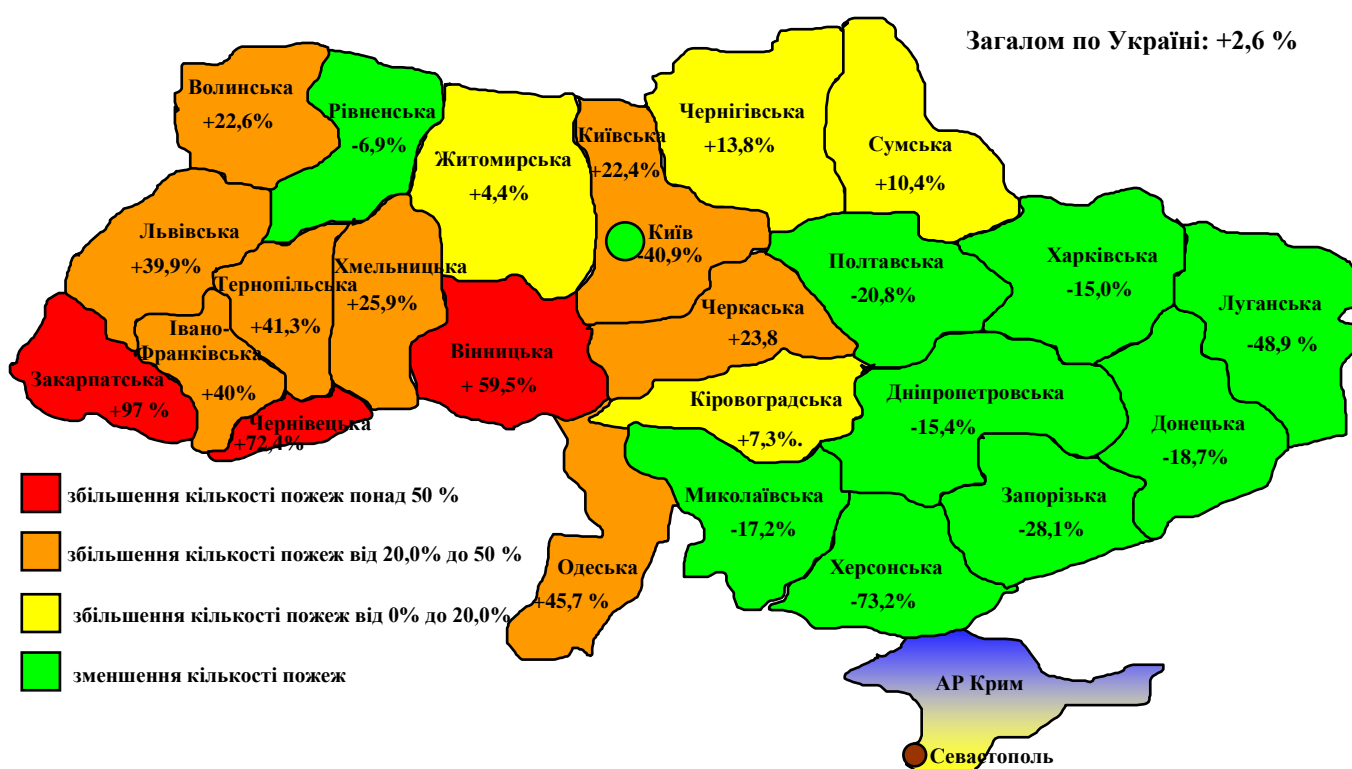 Загалом по Україні: +2,6 %
Волинська
+22,6%
Рівненська
-6,9%
Житомирська
+4,4%
Київська
+22,4%
Чернігівська
+13,8%
Сумська
+10,4%
Львівська
+39,9%
Тернопільська
+41,3%
Хмельницька
+25,9%
Київ
-40,9%
Полтавська
-20,8%
Харківська
-15,0%
Луганська
-48,9 %
Черкаська
+23,8
Івано-
Франківська
+40%
Закарпатська
+97 %
Чернівецька
+72,4%
Вінницька
+ 59,5%
Кіровоградська
+7,3%.
Дніпропетровська
-15,4%
Донецька
-18,7%
Миколаївська
-17,2%
Запорізька
-28,1%
Одеська
+45,7 %
Херсонська
-73,2%
АР Крим
Севастополь
збільшення кількості пожеж понад 50 %
збільшення кількості пожеж від 20,0% до 50 %
збільшення кількості пожеж від 0% до 20,0%
зменшення кількості пожеж